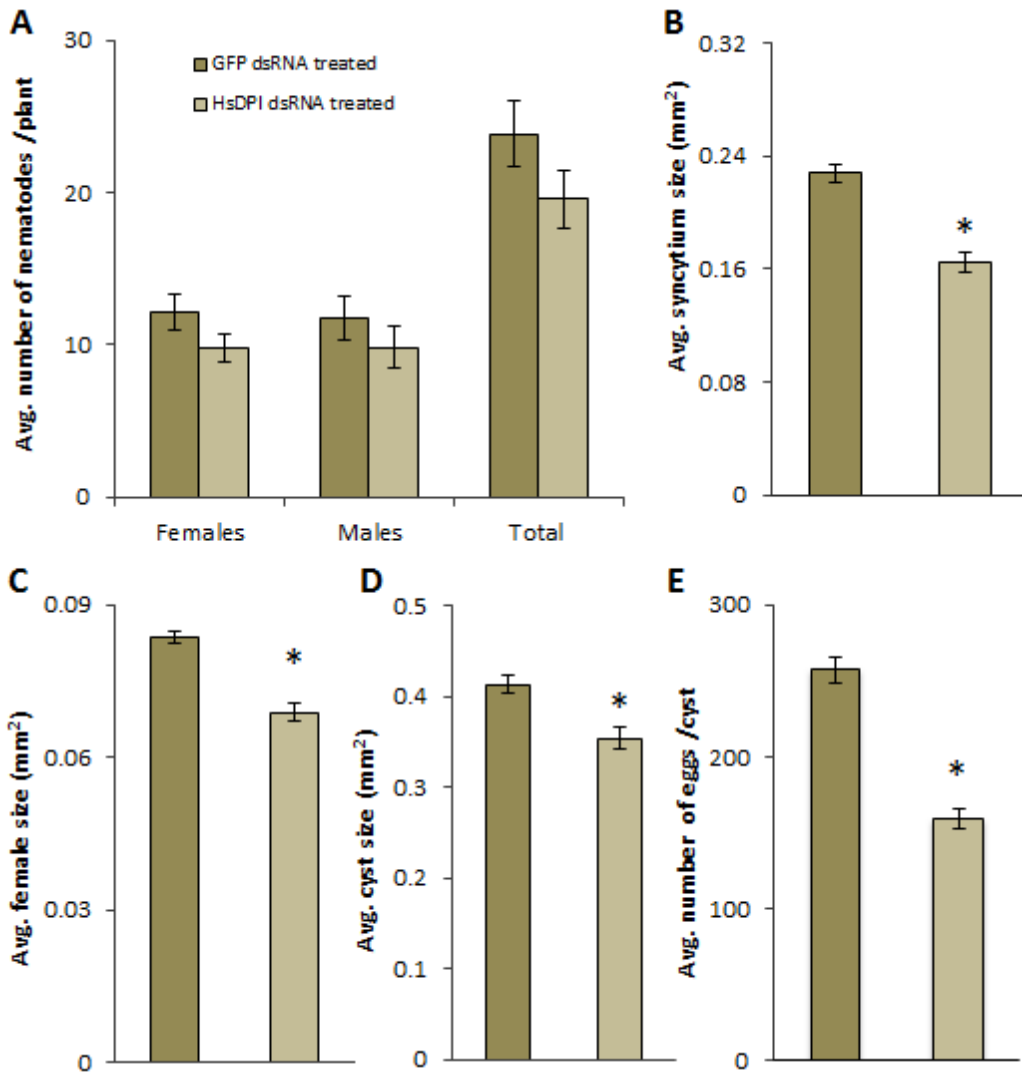 A
Avg. number of nematodes /plant
30
20
10
0
GFP dsRNA treated
HsDPI dsRNA treated
Females Males Total
B
Avg. syncytium size (mm²)
0.32
0.24
0.16
0.08
0
*
C
Avg. female size (mm²)
0.09
0.06
0.03
0
*
D
Avg. cyst size (mm²)
0.5
0.4
0.3
0.2
0.1
0
*
E
Avg. number of eggs /cyst
300
200
100
0
*